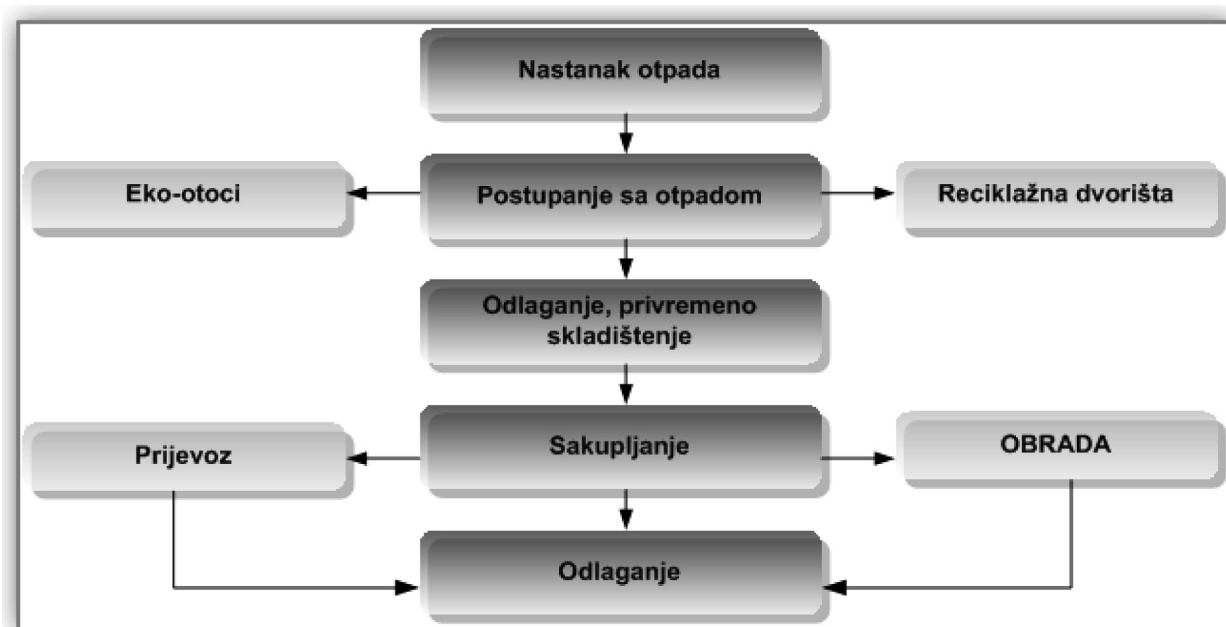 Nastanak otpada
Eko-otoci
Postupanje sa otpadom
Reciklažna dvorišta
Odlaganje, privremeno
skladištenje
Prijevoz
Sakupljanje
OBRADA
Odlaganje